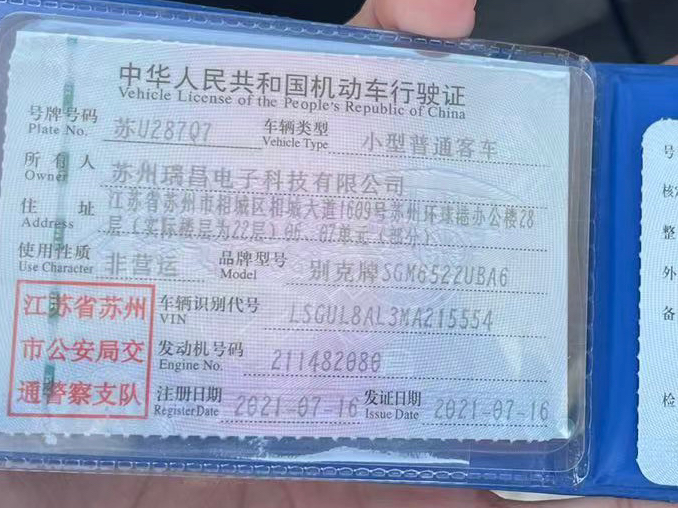 中华人民共和国机动车行驶证
Vehicle License of the People's Republic of China
号牌号码 苏U287Q7 车辆类型 小型普通客车
Plate No. Vehicle Type
所有人 苏州瑞昌电子科技有限公司
Owner
住址 江苏省苏州市相城区相城大道1609号苏州环球港办公楼28
Address 层(实际楼层为22层)06、07单元(部分)
使用性质 非营运 品牌型号 别克牌SGM6522UBA6
Use Character Model
江苏省苏州 车辆识别代号 LSGUL8AL3MA215554
VIN
市公安局交 发动机号码 211482080
Engine No.
通警察支队 注册日期 2021-07-16 发证日期 2021-07-16
Register Date Issue Date
号
核定
整
外
备
检